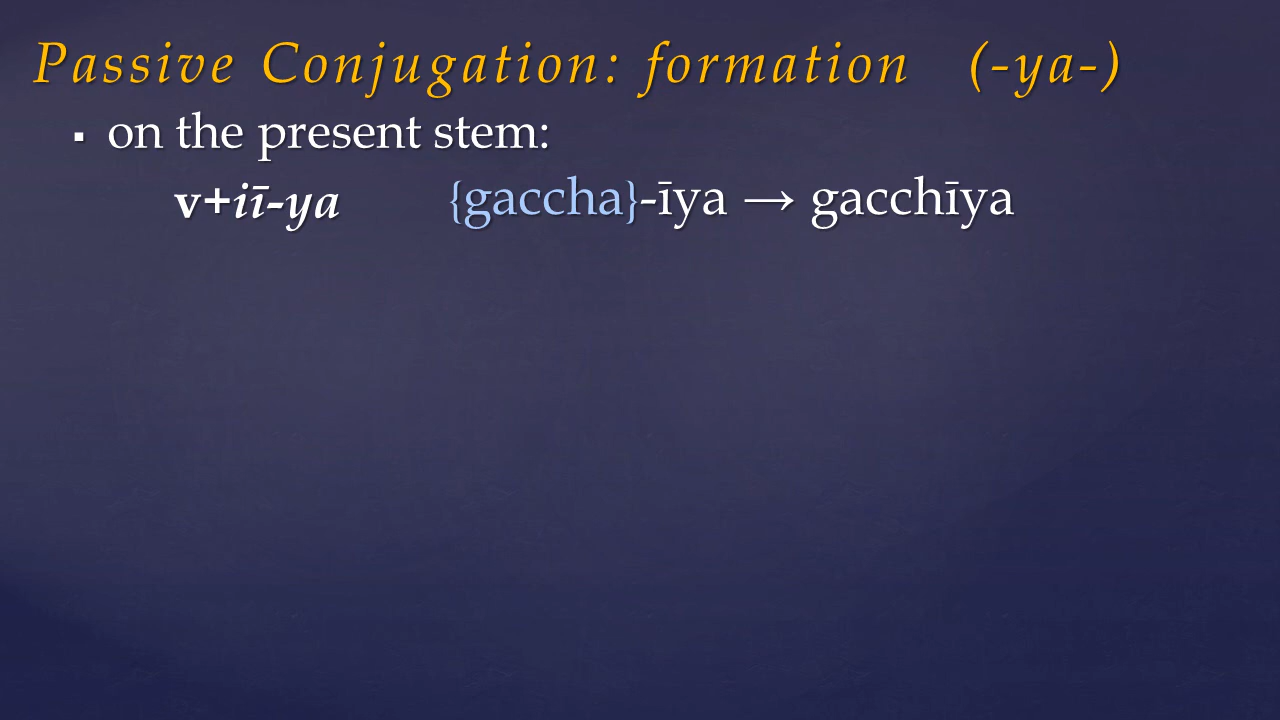 Passive Conjugation: formation (-ya-)
▪ on the present stem:
v+iī-ya {gaccha}-īya → gacchīya